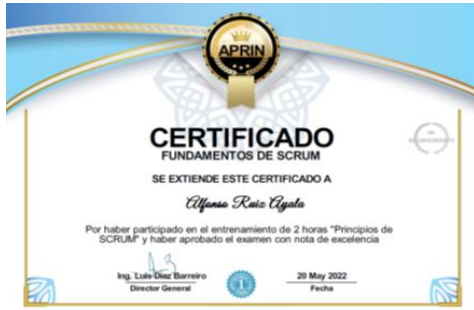 APRIN
CERTIFICADO
FUNDAMENTOS DE SCRUM
SE EXTIENDE ESTE CERTIFICADO A
Alfonso Ruiz Ayala
Por haber participado en el entrenamiento de 2 horas "Principios de
SCRUM" y haber aprobado el examen con nota de excelencia
Ing. Luis Diaz Barreiro
Director General
1
20 May 2022
Fecha